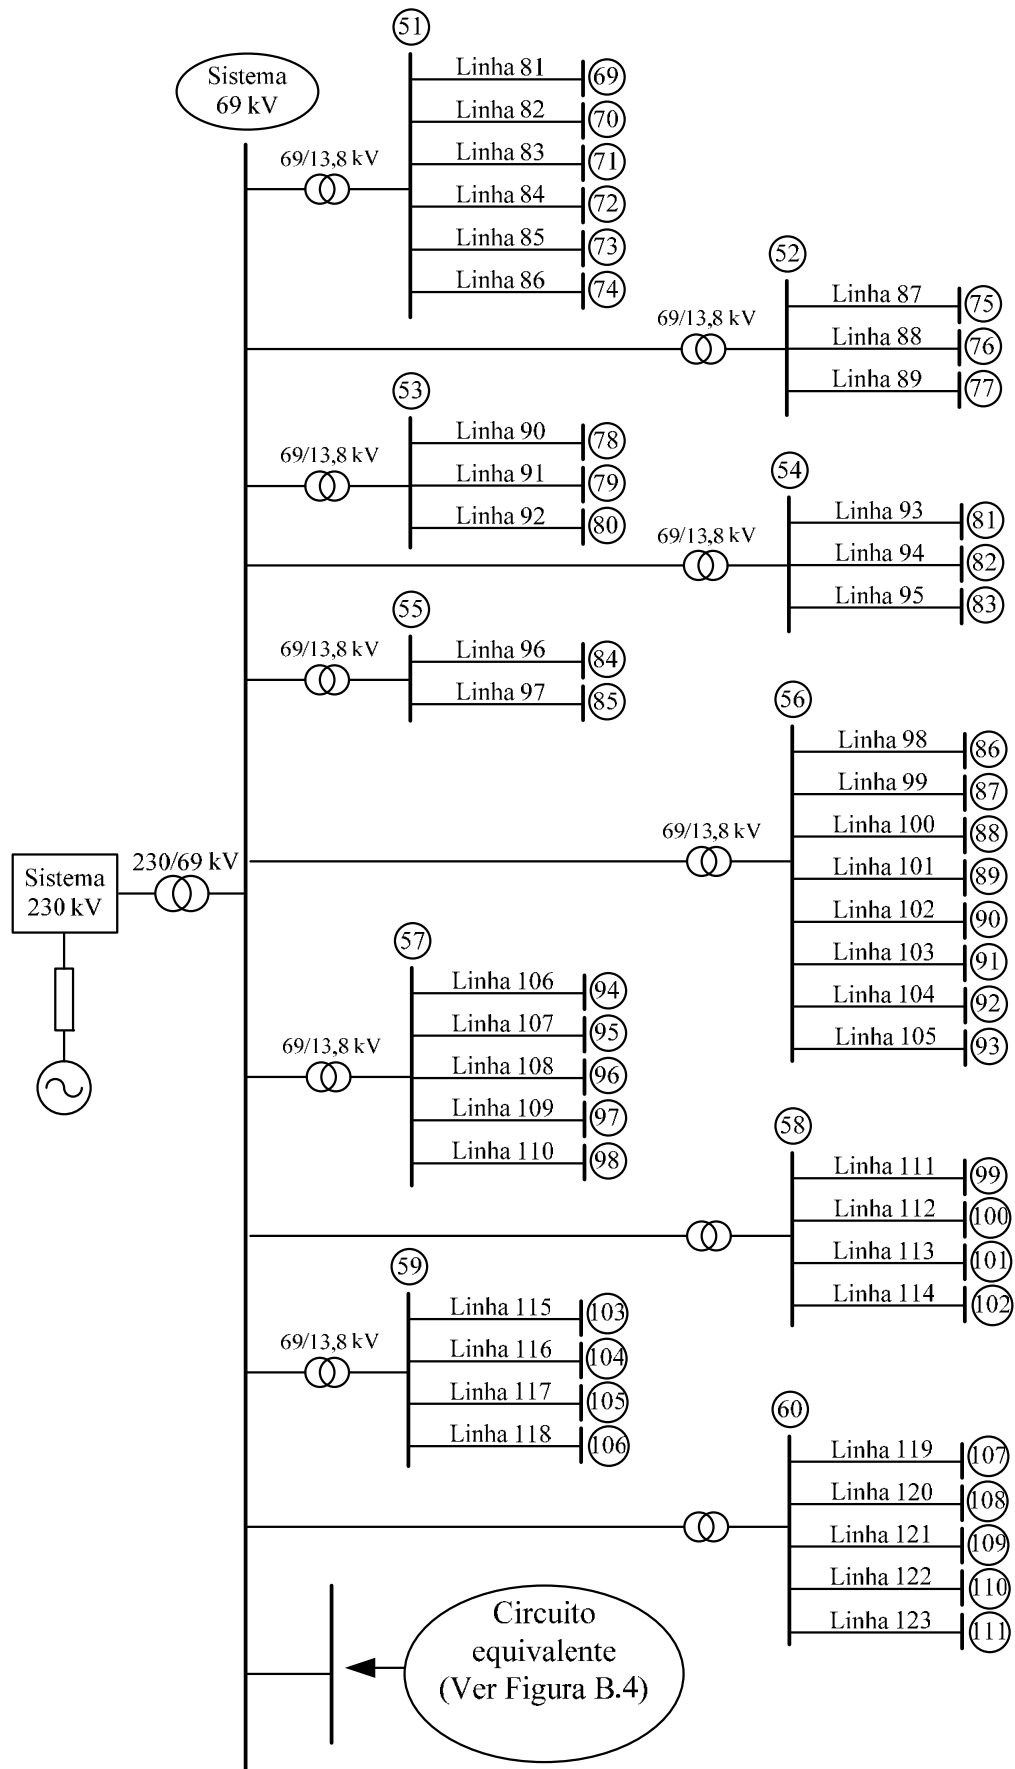 51
Sistema
69 kV
69/13,8 kV
Linha 81
69
Linha 82
70
Linha 83
71
Linha 84
72
Linha 85
73
Linha 86
74
52
69/13,8 kV
Linha 87
75
Linha 88
76
Linha 89
77
53
69/13,8 kV
Linha 90
78
Linha 91
79
Linha 92
80
54
69/13,8 kV
Linha 93
81
Linha 94
82
Linha 95
83
55
69/13,8 kV
Linha 96
84
Linha 97
85
56
69/13,8 kV
Linha 98
86
Linha 99
87
Linha 100
88
Linha 101
89
Linha 102
90
Linha 103
91
Linha 104
92
Linha 105
93
Sistema
230 kV
230/69 kV
57
69/13,8 kV
Linha 106
94
Linha 107
95
Linha 108
96
Linha 109
97
Linha 110
98
58
Linha 111
99
Linha 112
100
Linha 113
101
Linha 114
102
59
69/13,8 kV
Linha 115
103
Linha 116
104
Linha 117
105
Linha 118
106
60
Linha 119
107
Linha 120
108
Linha 121
109
Linha 122
110
Linha 123
111
Circuito
equivalente
(Ver Figura B.4)